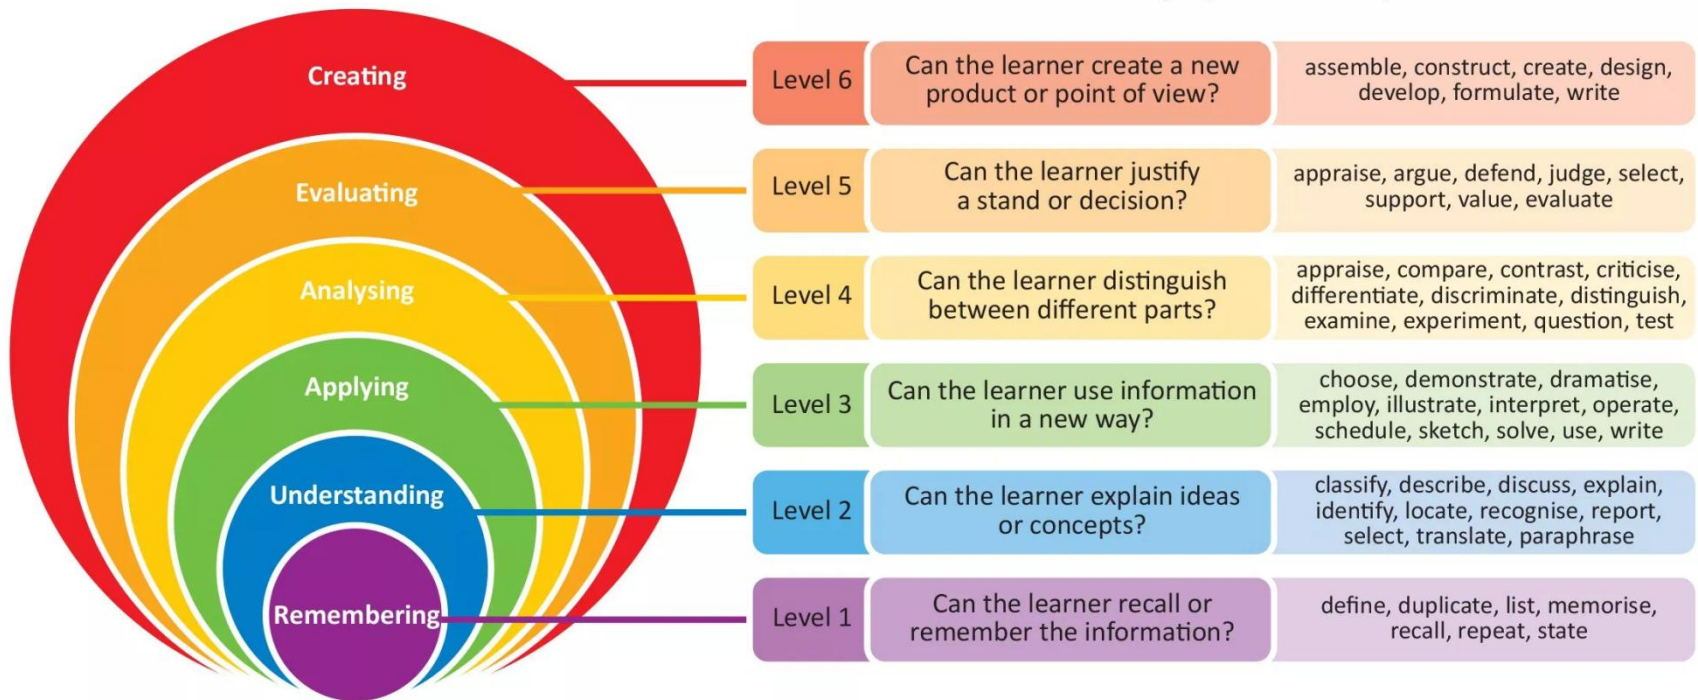 Creating
Level 6
Can the learner create a new
product or point of view?
assemble, construct, create, design,
develop, formulate, write
Evaluating
Level 5
Can the learner justify
a stand or decision?
appraise, argue, defend, judge, select,
support, value, evaluate
Analysing
Level 4
Can the learner distinguish
between different parts?
appraise, compare, contrast, criticise,
differentiate, discriminate, distinguish,
examine, experiment, question, test
Applying
Level 3
Can the learner use information
in a new way?
choose, demonstrate, dramatise,
employ, illustrate, interpret, operate,
schedule, sketch, solve, use, write
Understanding
Level 2
Can the learner explain ideas
or concepts?
classify, describe, discuss, explain,
identify, locate, recognise, report,
select, translate, paraphrase
Remembering
Level 1
Can the learner recall or
remember the information?
define, duplicate, list, memorise,
recall, repeat, state